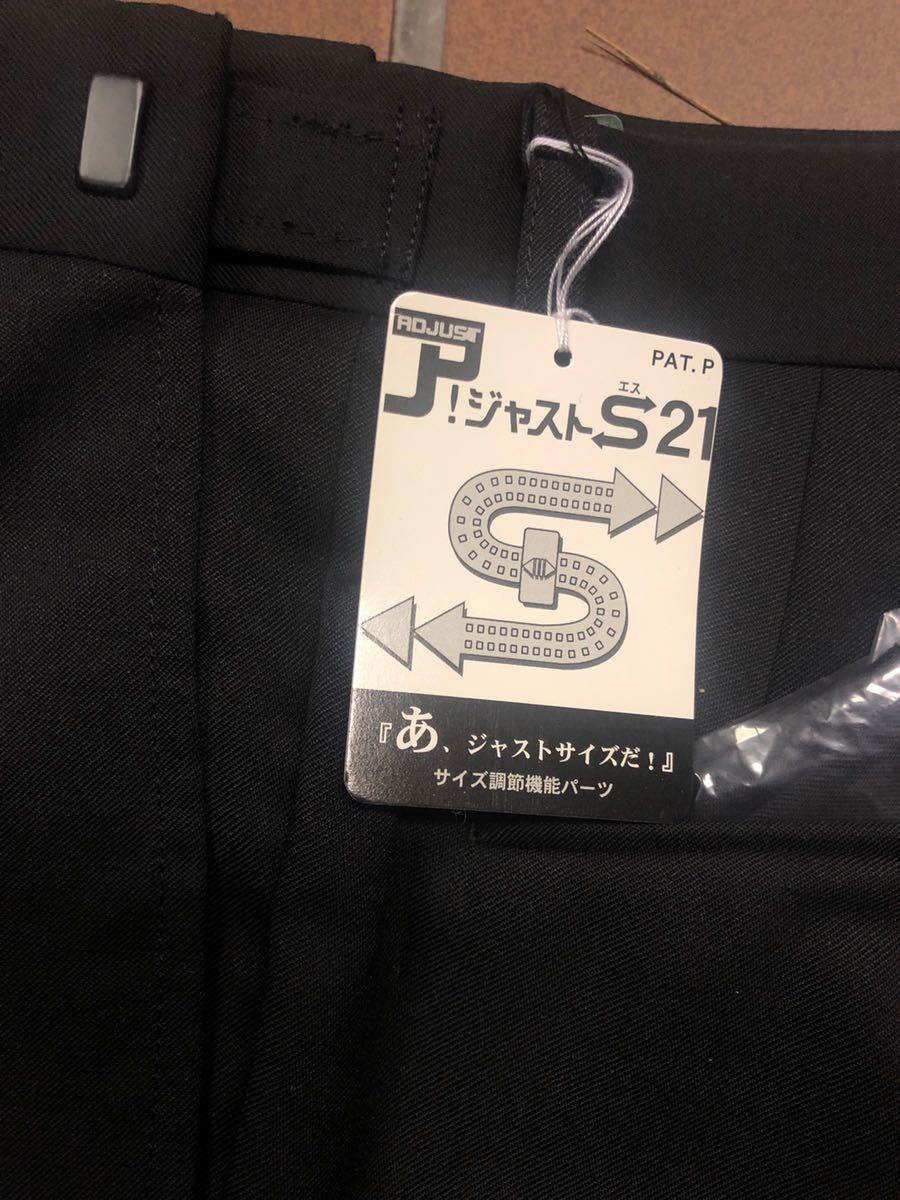 ADJUST
PAT. P
ア!ジャストS21
エス
『あ、ジャストサイズだ!』
サイズ調節機能パーツ